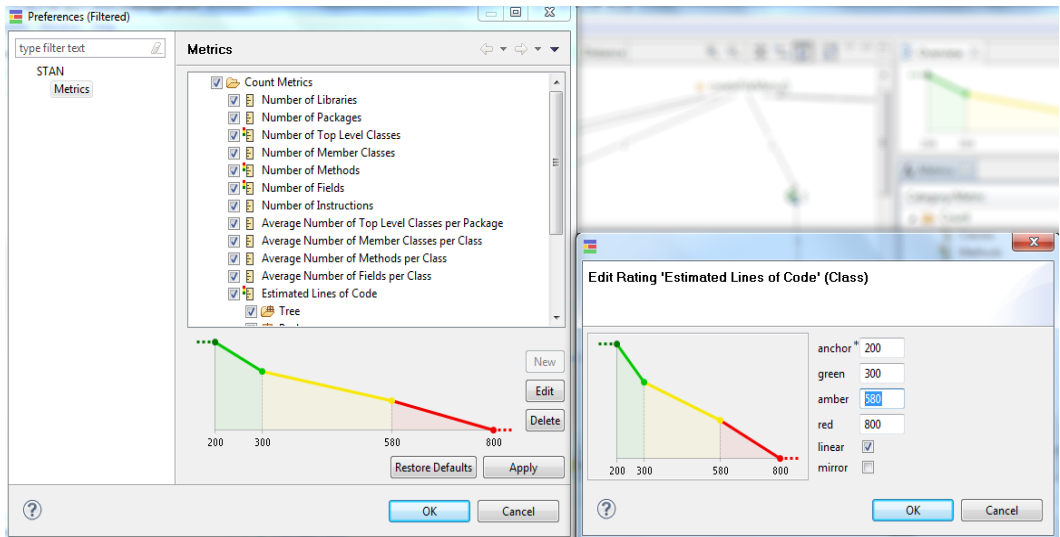 Preferences (Filtered)
type filter text
STAN
Metrics
Metrics
Count Metrics
Number of Libraries
Number of Packages
Number of Top Level Classes
Number of Member Classes
Number of Methods
Number of Fields
Number of Instructions
Average Number of Top Level Classes per Package
Average Number of Member Classes per Class
Average Number of Methods per Class
Average Number of Fields per Class
Estimated Lines of Code
Tree
200 300 580 800
New
Edit
Delete
Restore Defaults Apply
OK Cancel
Edit Rating 'Estimated Lines of Code' (Class)
200 300 580 800
anchor * 200
green 300
amber 580
red 800
linear
mirror
OK Cancel